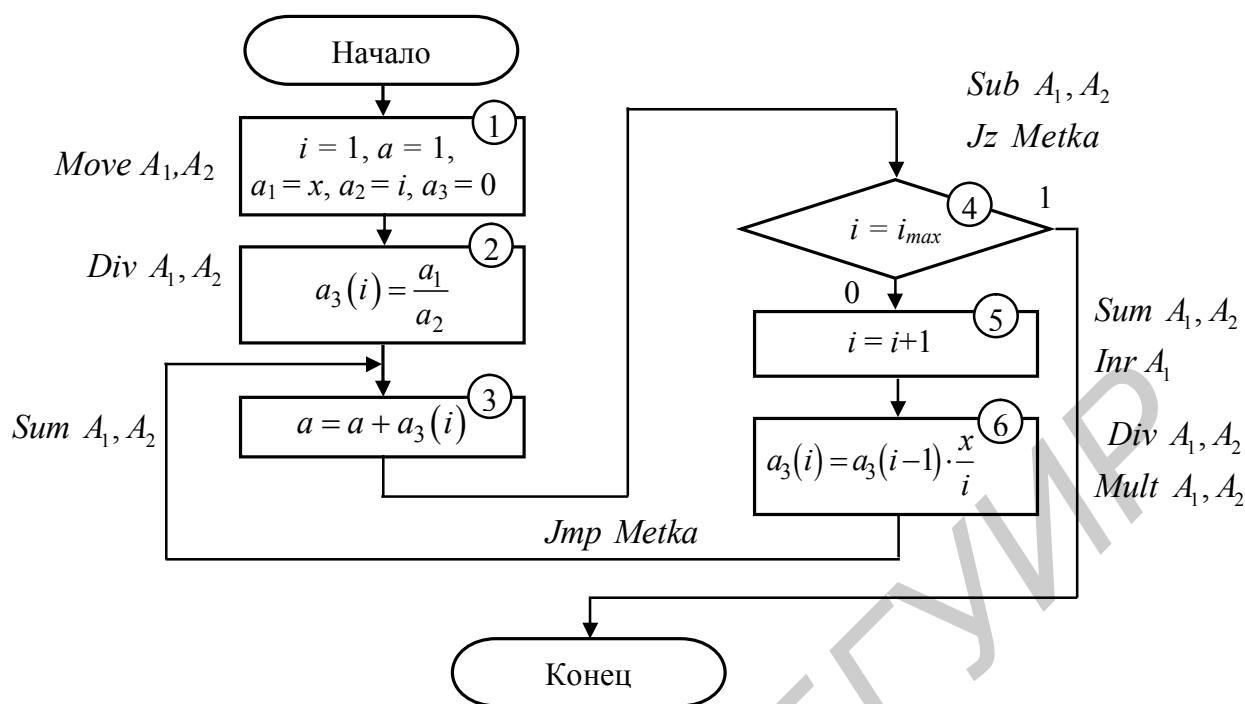 Начало
Move A₁,A₂
1
i = 1, a = 1,
a₁ = x, a₂ = i, a₃ = 0
Div A₁, A₂
2
a₃(i) = a₁/a₂
Sum A₁, A₂
3
a = a + a₃(i)
Sub A₁, A₂
Jz Metka
4
1
i = iₘₐₓ
0
5
i = i+1
Sum A₁, A₂
Inr A₁
6
a₃(i) = a₃(i−1)·x/i
Div A₁, A₂
Mult A₁, A₂
Jmp Metka
Конец
БГУИР